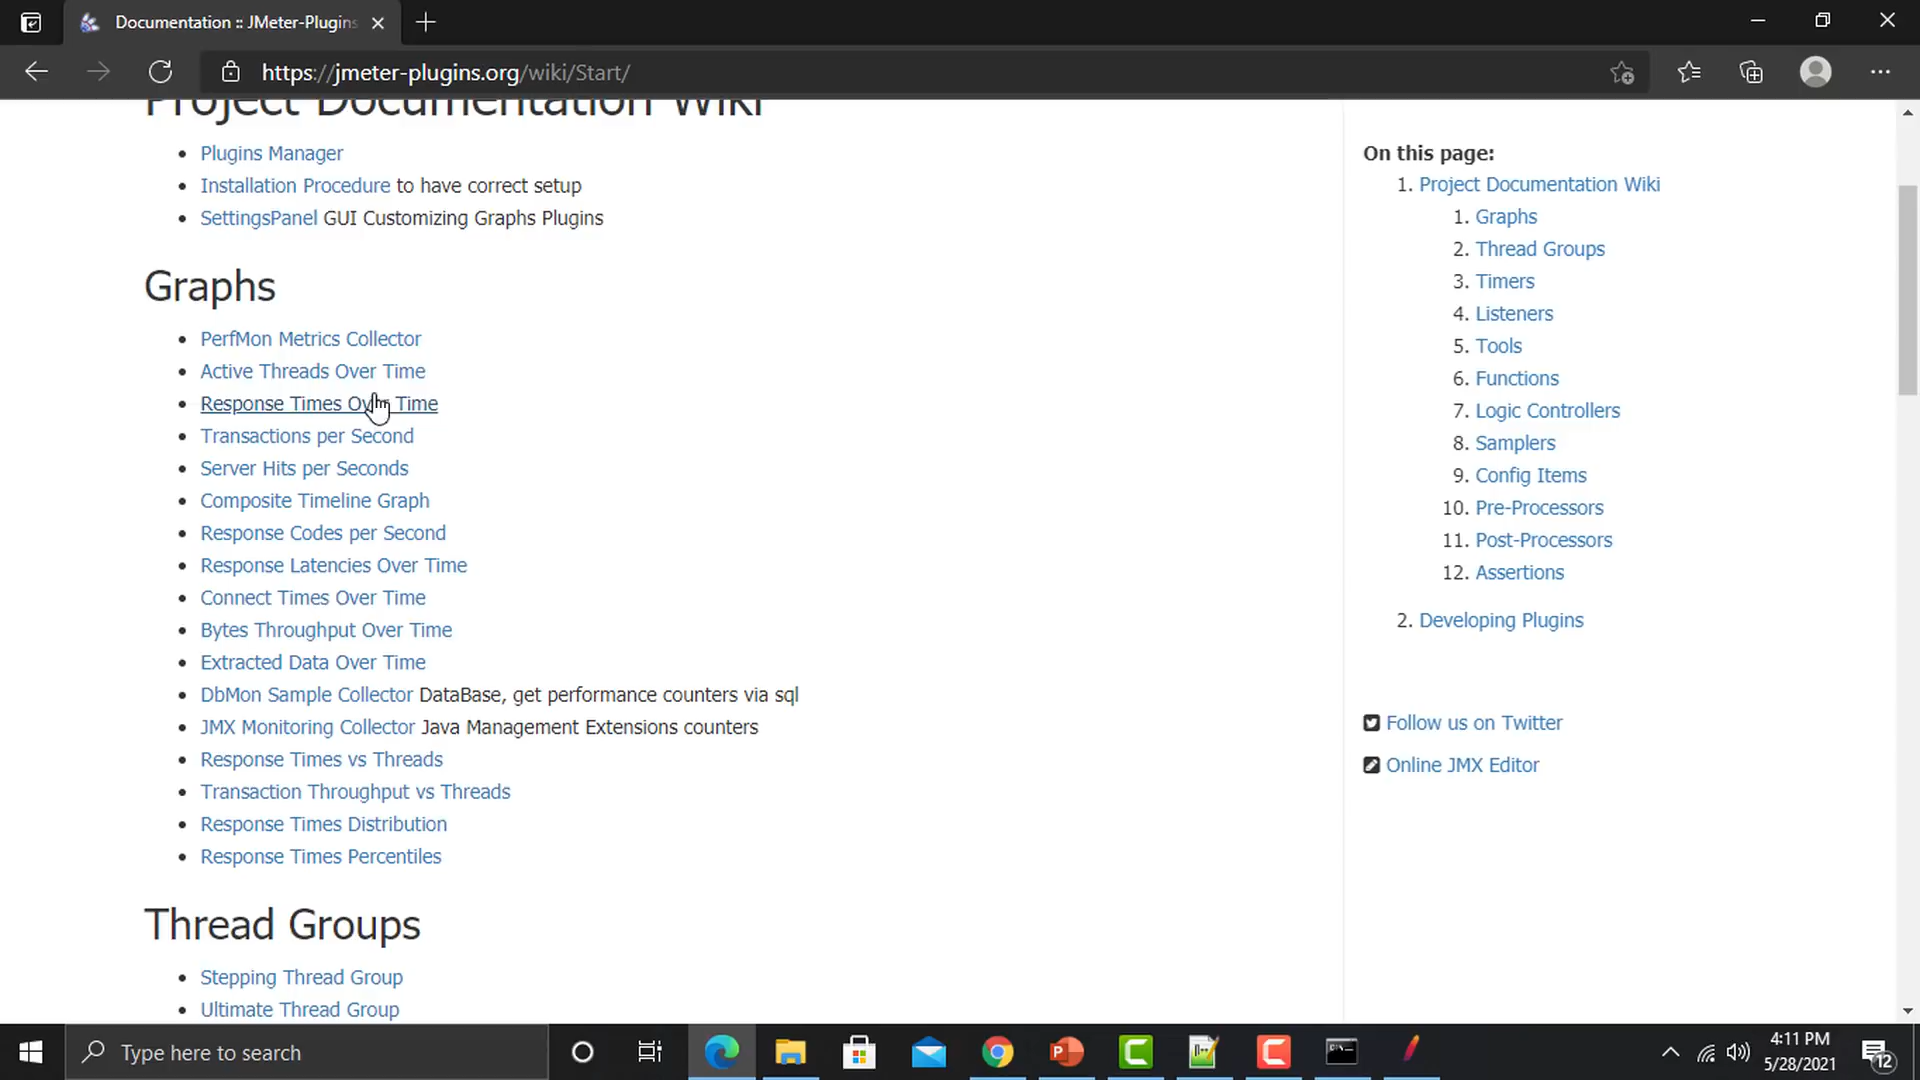 Documentation :: JMeter-Plugins
https://jmeter-plugins.org/wiki/Start/
Project Documentation Wiki
• Plugins Manager
• Installation Procedure to have correct setup
• SettingsPanel GUI Customizing Graphs Plugins
Graphs
• PerfMon Metrics Collector
• Active Threads Over Time
• Response Times Over Time
• Transactions per Second
• Server Hits per Seconds
• Composite Timeline Graph
• Response Codes per Second
• Response Latencies Over Time
• Connect Times Over Time
• Bytes Throughput Over Time
• Extracted Data Over Time
• DbMon Sample Collector DataBase, get performance counters via sql
• JMX Monitoring Collector Java Management Extensions counters
• Response Times vs Threads
• Transaction Throughput vs Threads
• Response Times Distribution
• Response Times Percentiles
Thread Groups
• Stepping Thread Group
• Ultimate Thread Group
On this page:
1. Project Documentation Wiki
1. Graphs
2. Thread Groups
3. Timers
4. Listeners
5. Tools
6. Functions
7. Logic Controllers
8. Samplers
9. Config Items
10. Pre-Processors
11. Post-Processors
12. Assertions
2. Developing Plugins
Follow us on Twitter
Online JMX Editor
Type here to search
4:11 PM
5/28/2021
12